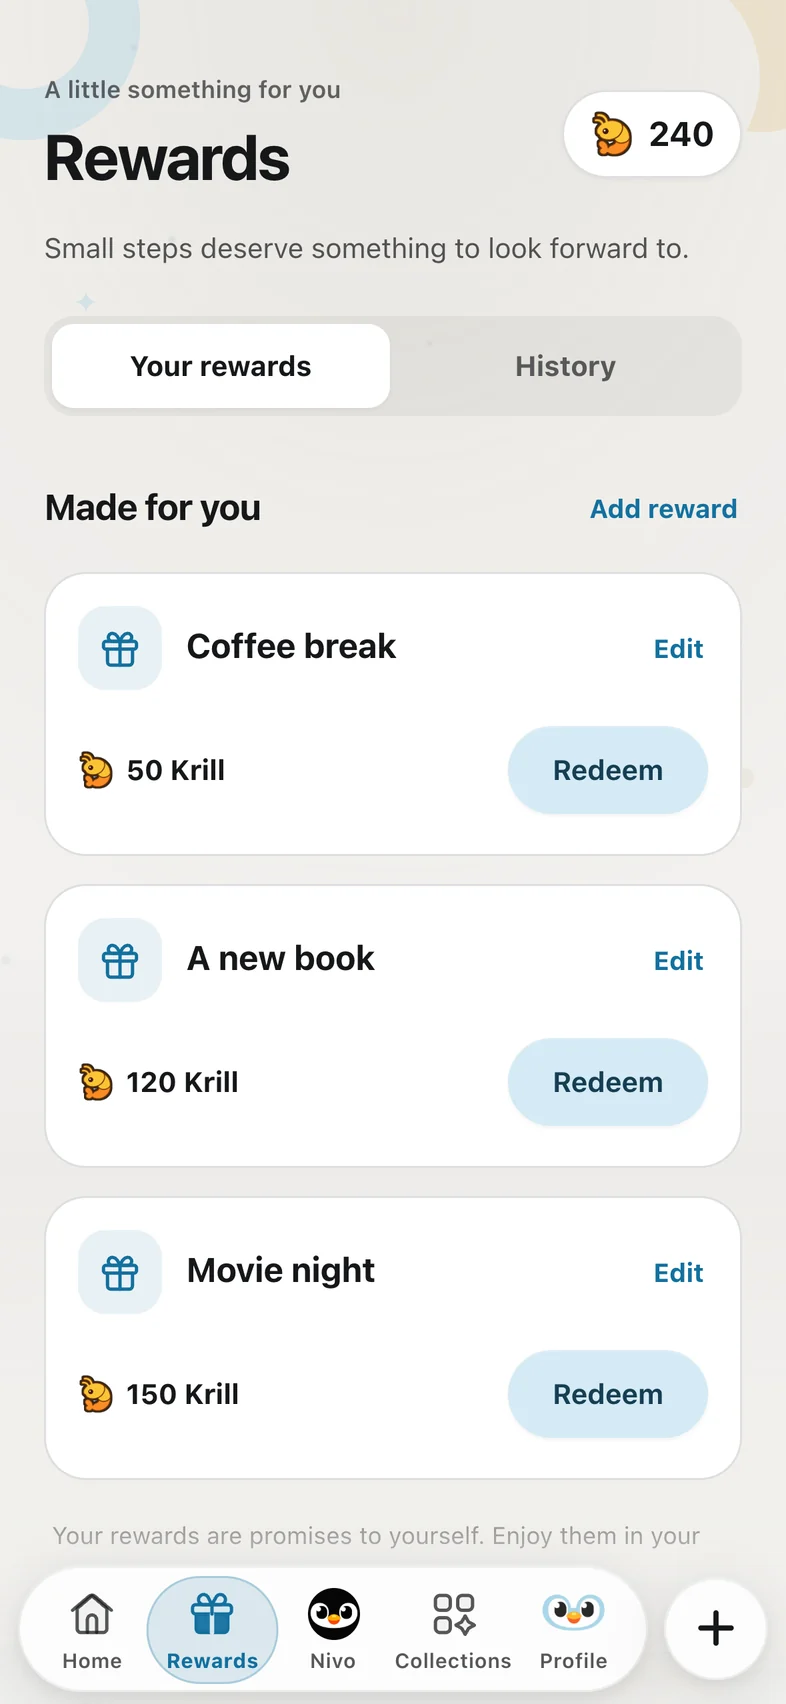 A little something for you
Rewards
240
Small steps deserve something to look forward to.
Your rewards
History
Made for you
Add reward
Coffee break
Edit
50 Krill
Redeem
A new book
Edit
120 Krill
Redeem
Movie night
Edit
150 Krill
Redeem
Your rewards are promises to yourself. Enjoy them in your
Home
Rewards
Nivo
Collections
Profile